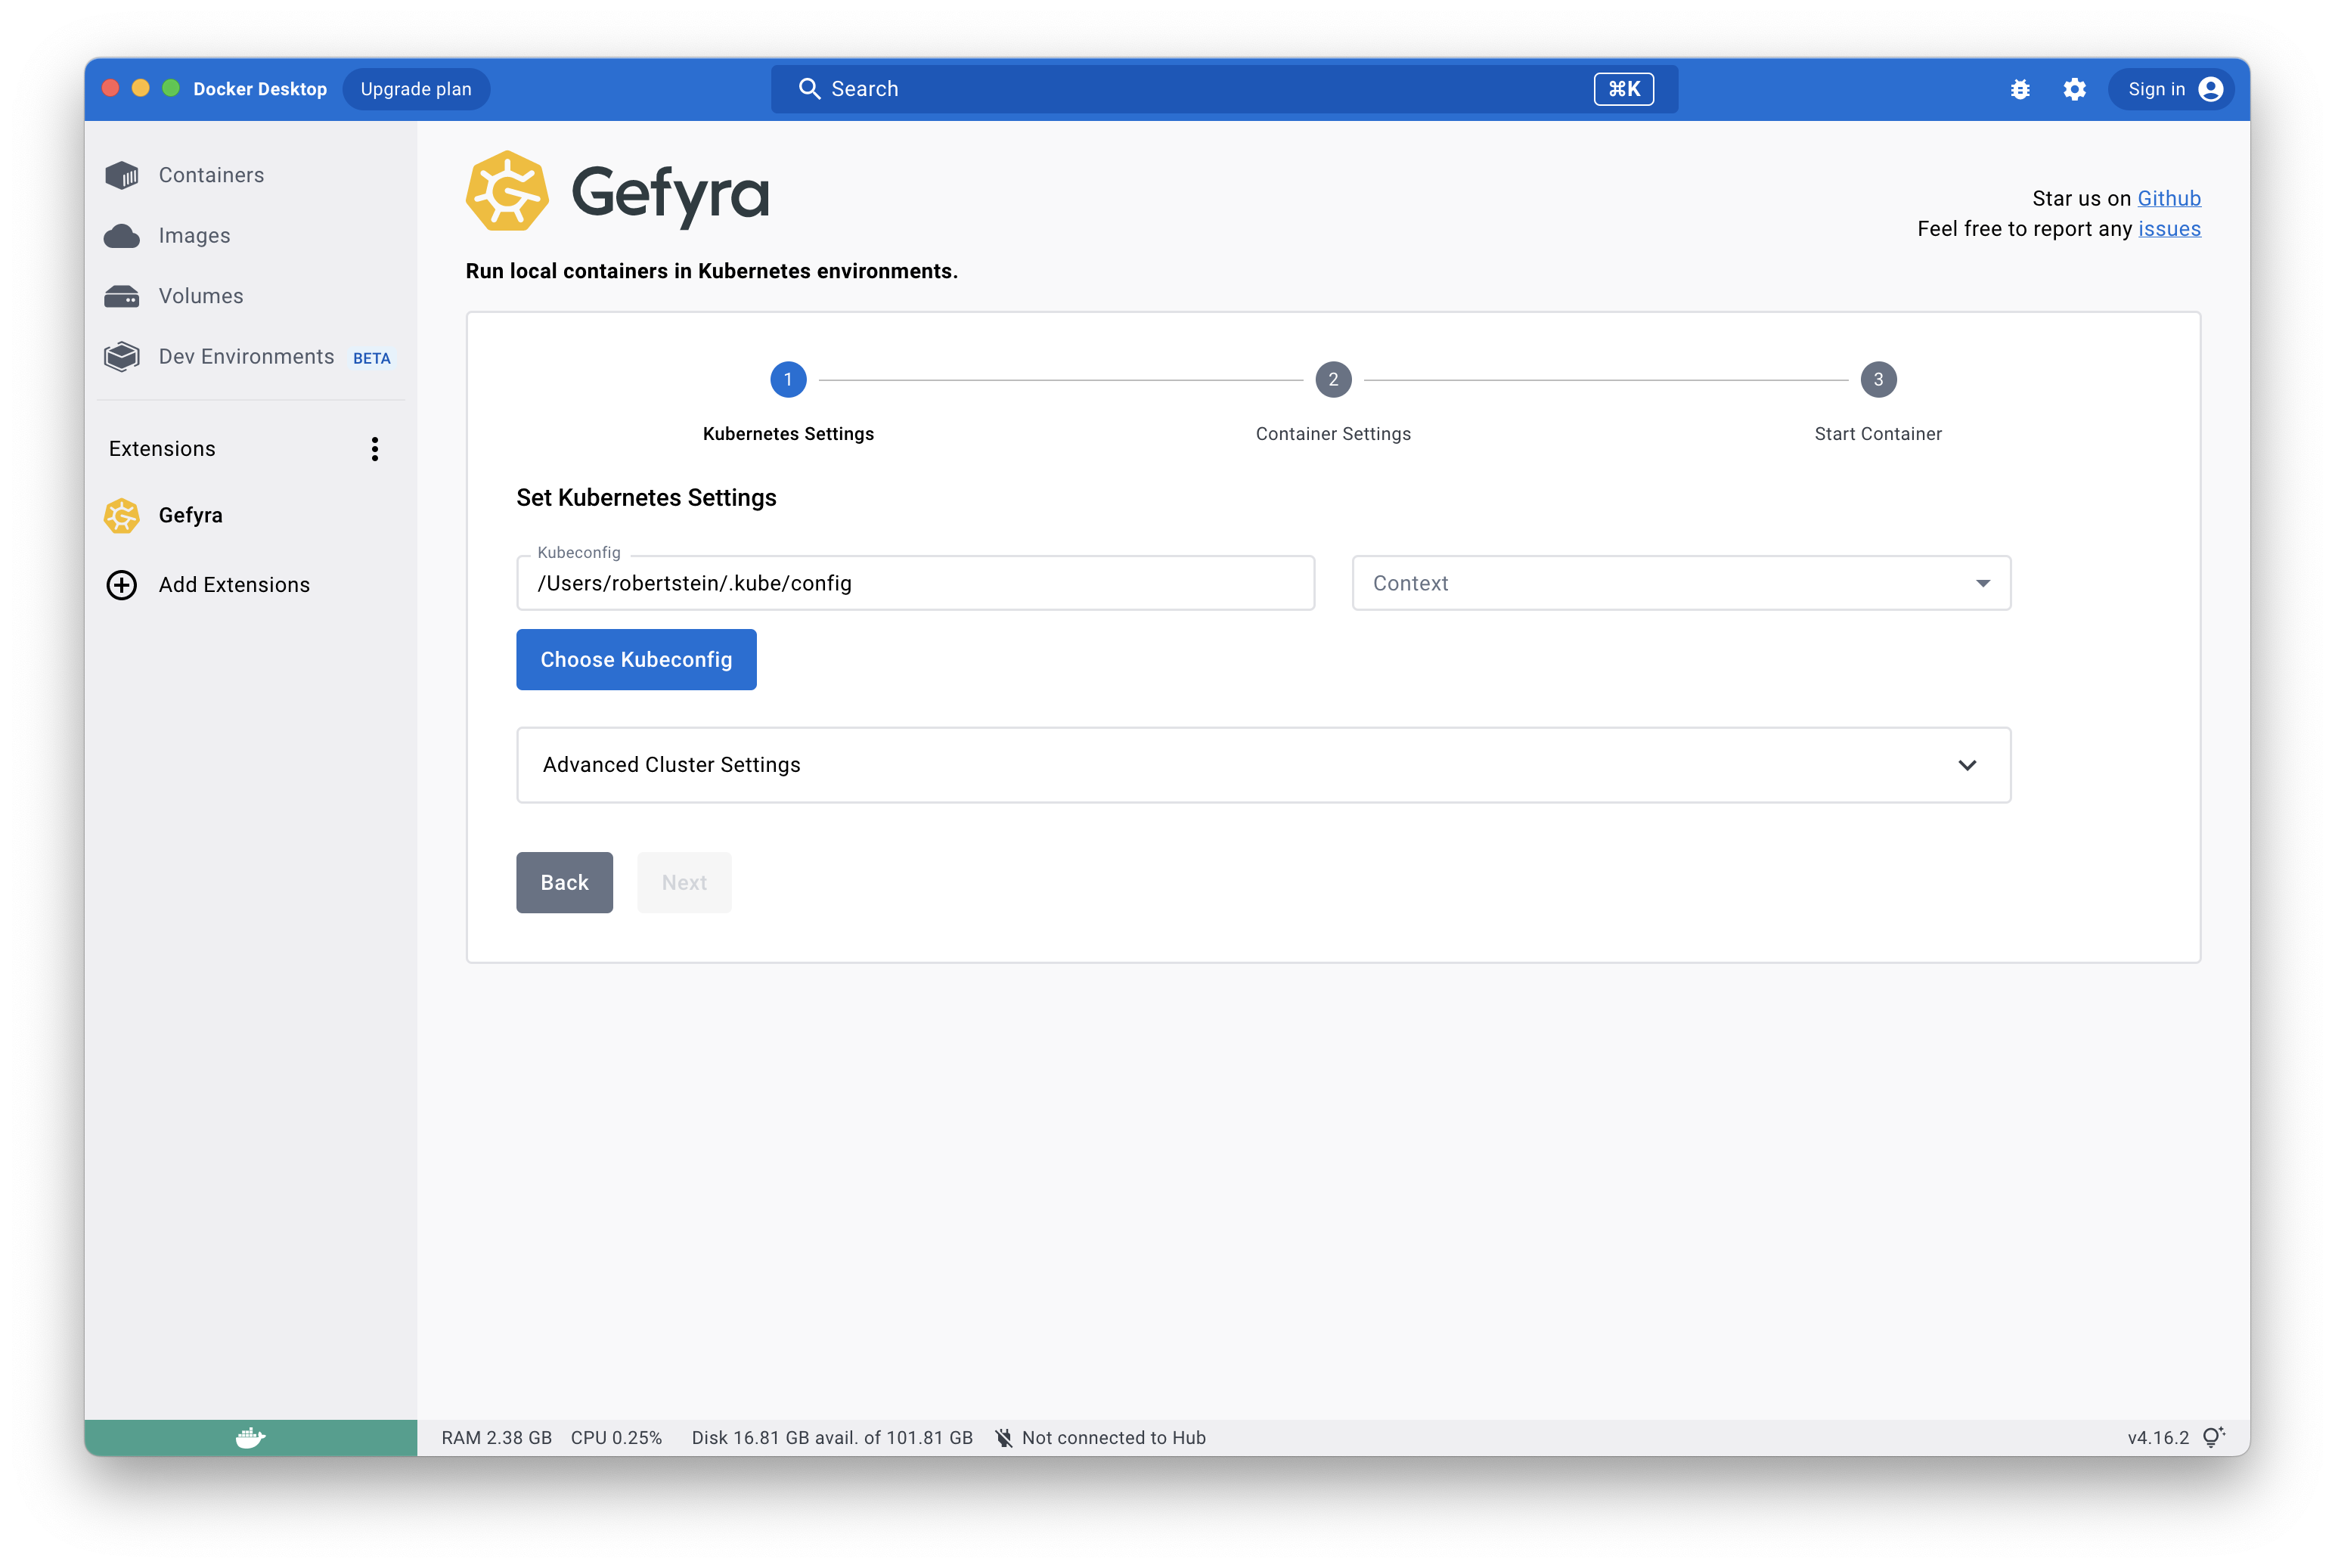 Docker Desktop
Upgrade plan
Search
⌘K
Sign in
Containers
Images
Volumes
Dev Environments BETA
Extensions
Gefyra
Add Extensions
Gefyra
Star us on Github
Feel free to report any issues
Run local containers in Kubernetes environments.
1
2
3
Kubernetes Settings
Container Settings
Start Container
Set Kubernetes Settings
Kubeconfig
/Users/robertstein/.kube/config
Context
Choose Kubeconfig
Advanced Cluster Settings
Back
Next
RAM 2.38 GB CPU 0.25% Disk 16.81 GB avail. of 101.81 GB Not connected to Hub
v4.16.2